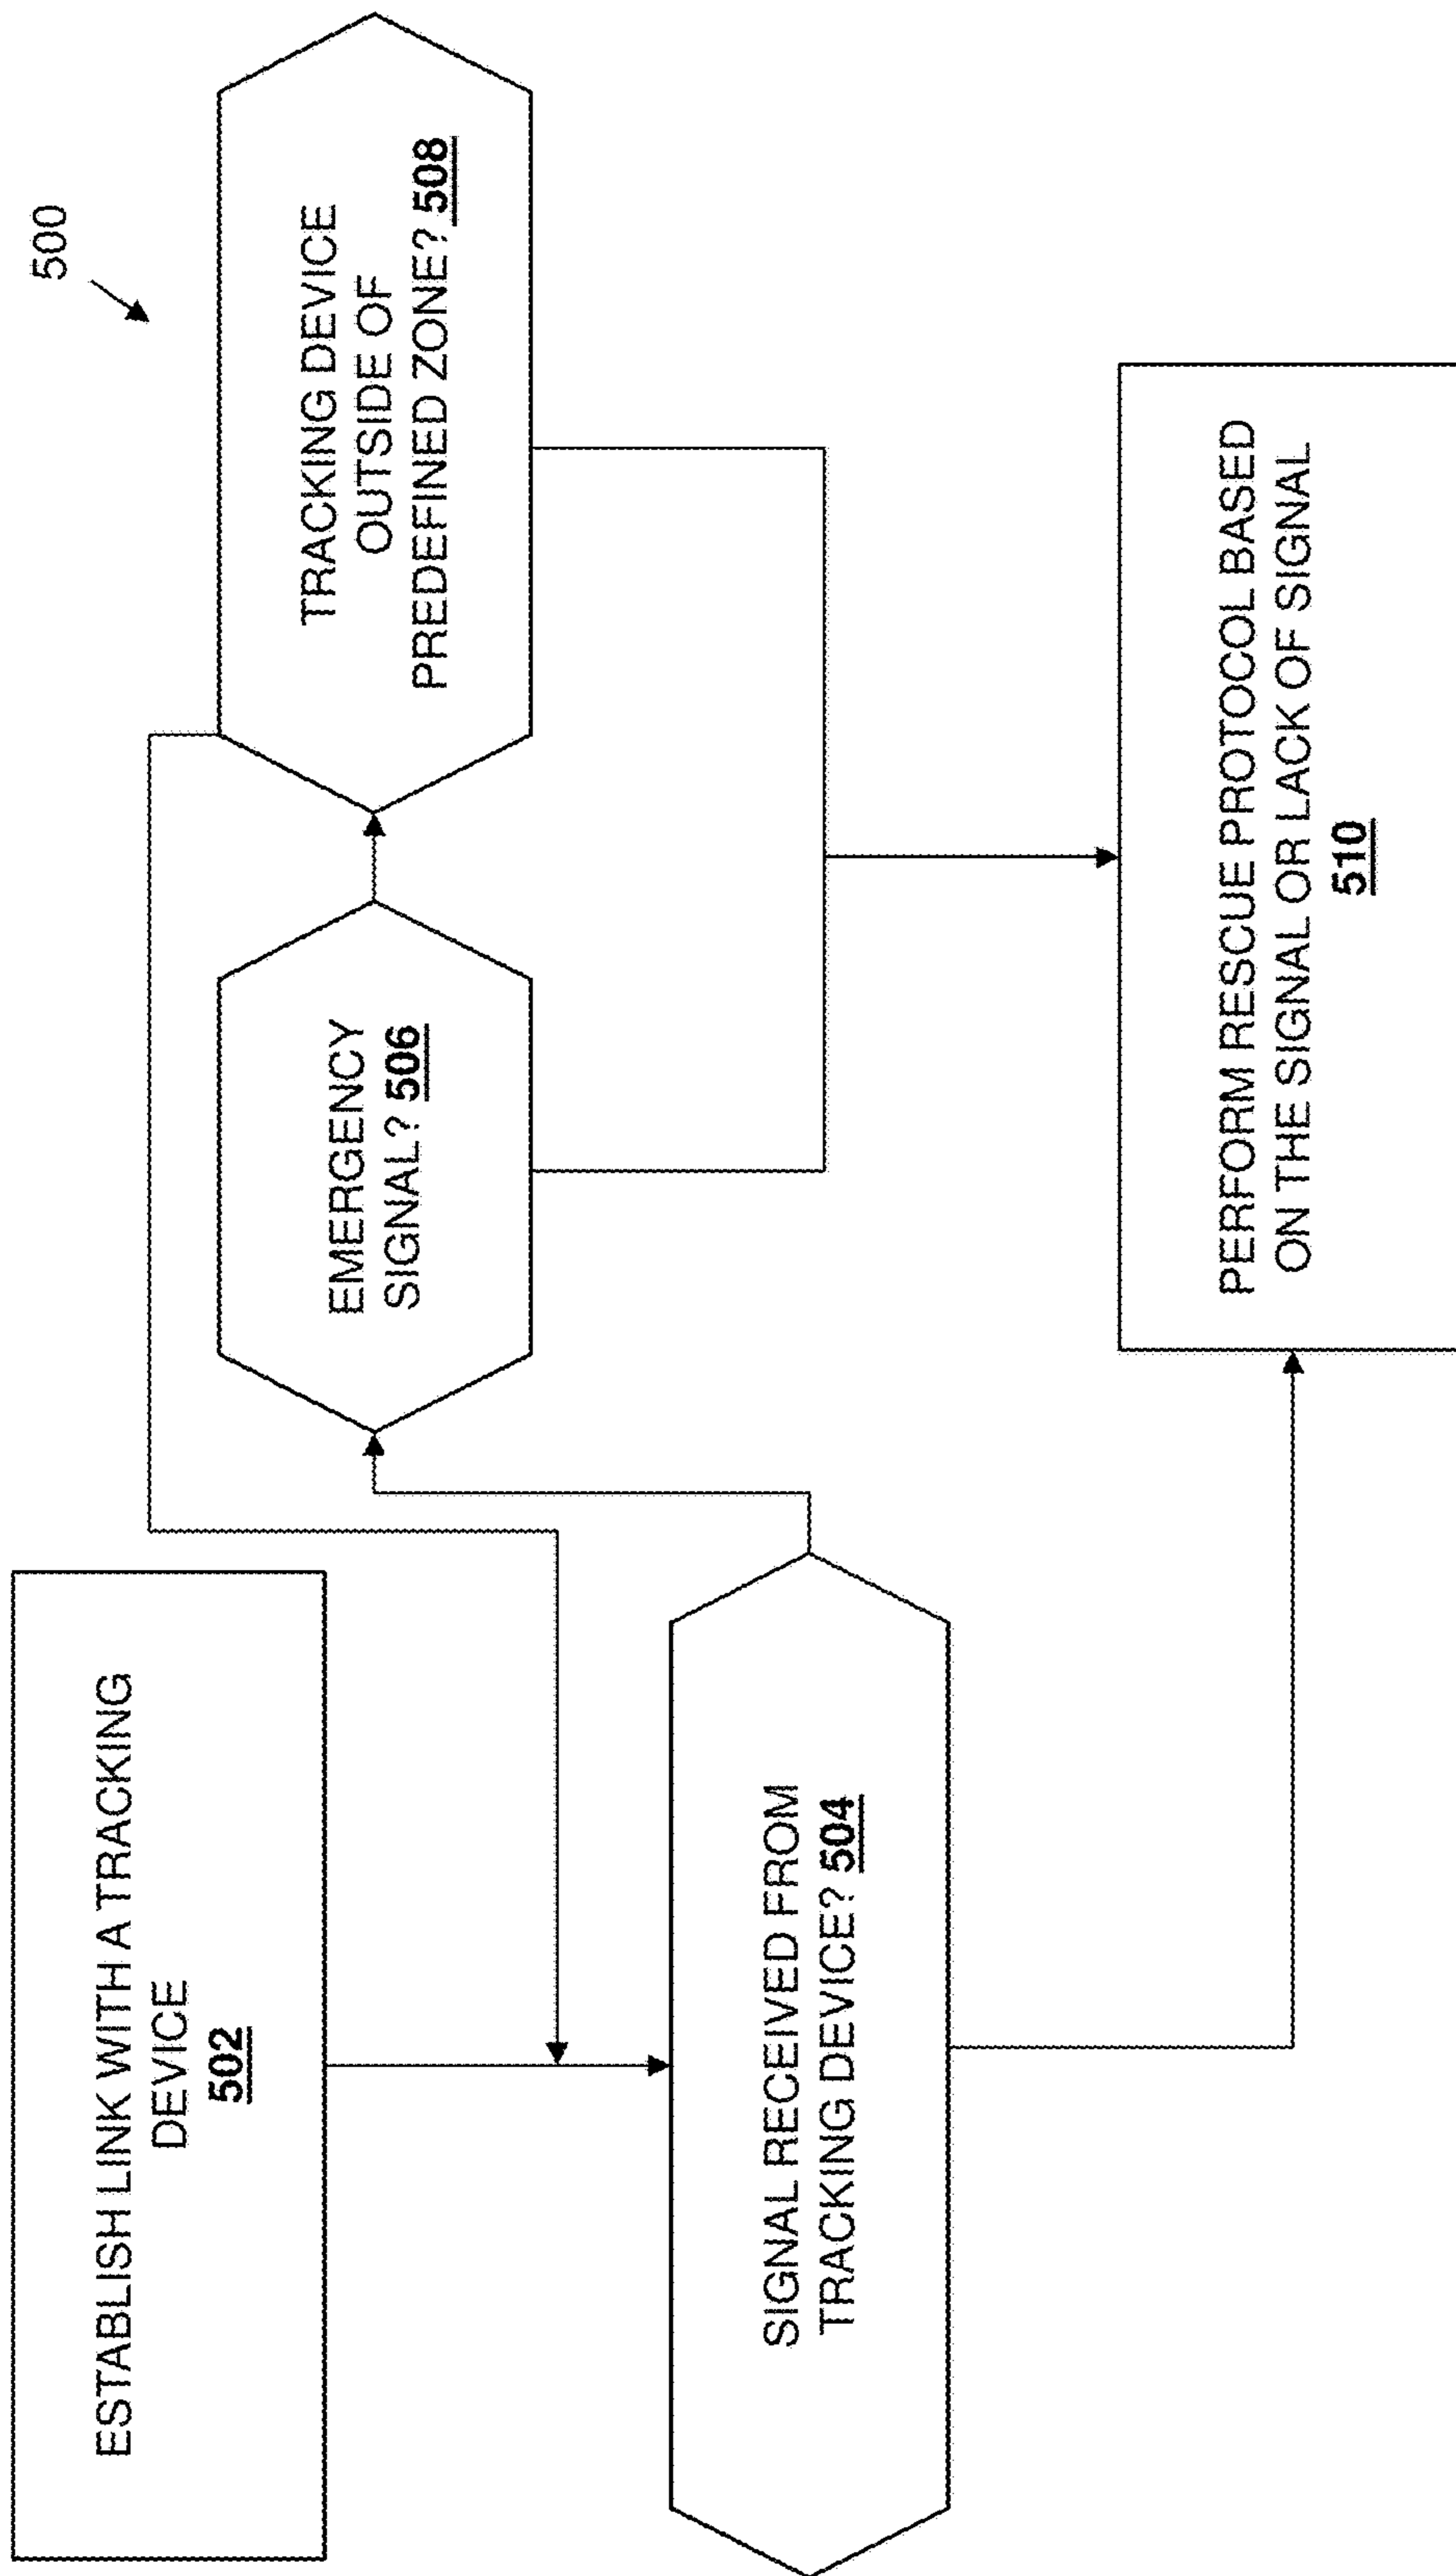 500
ESTABLISH LINK WITH A TRACKING
DEVICE
502
SIGNAL RECEIVED FROM
TRACKING DEVICE? 504
EMERGENCY
SIGNAL? 506
TRACKING DEVICE
OUTSIDE OF
PREDEFINED ZONE? 508
PERFORM RESCUE PROTOCOL BASED
ON THE SIGNAL OR LACK OF SIGNAL
510